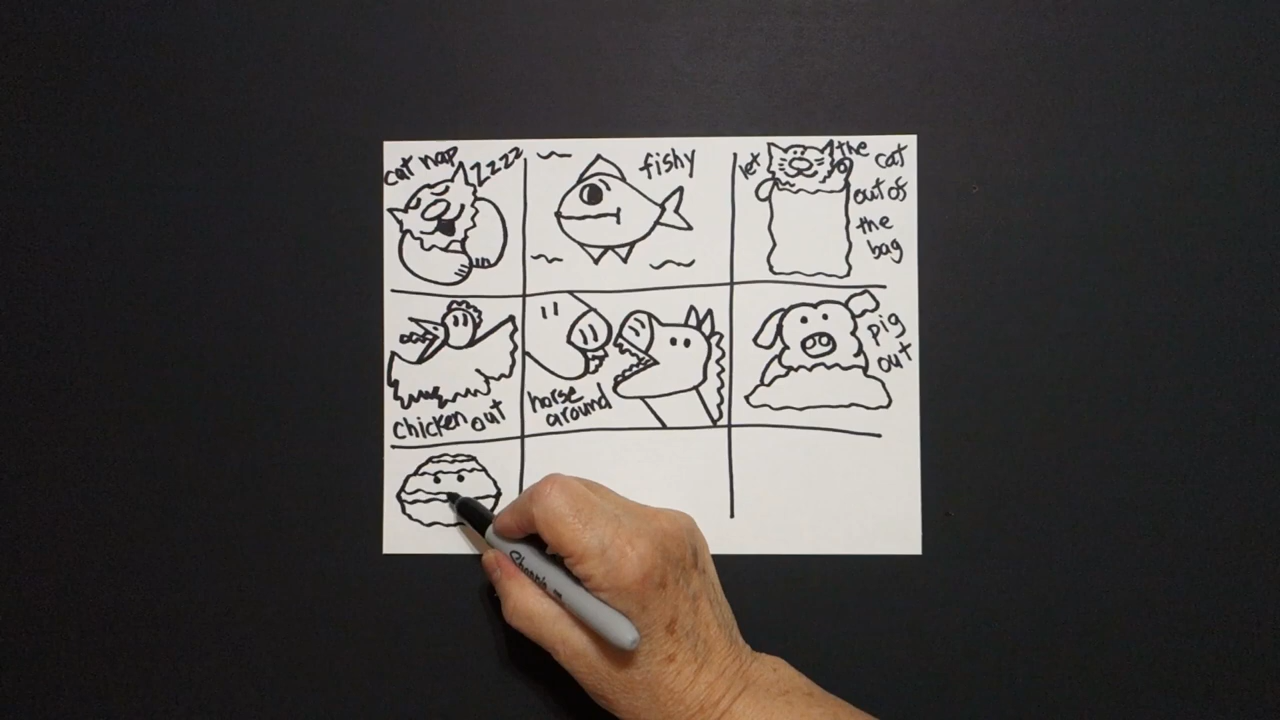 cat nap
zzzz
fishy
let the cat
out of
the
bag
chicken out
horse
around
pig
out
Sharpie